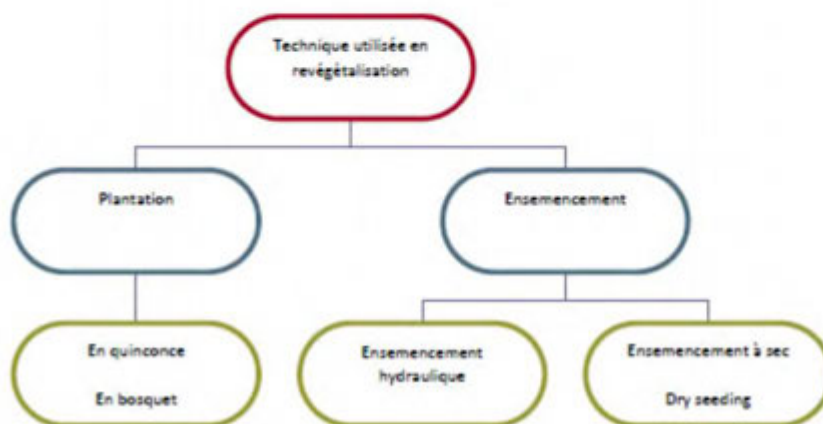 Technique utilisée en
revégétalisation
Plantation
Ensemencement
En quinconce
En bosquet
Ensemencement
hydraulique
Ensemencement à sec
Dry seeding